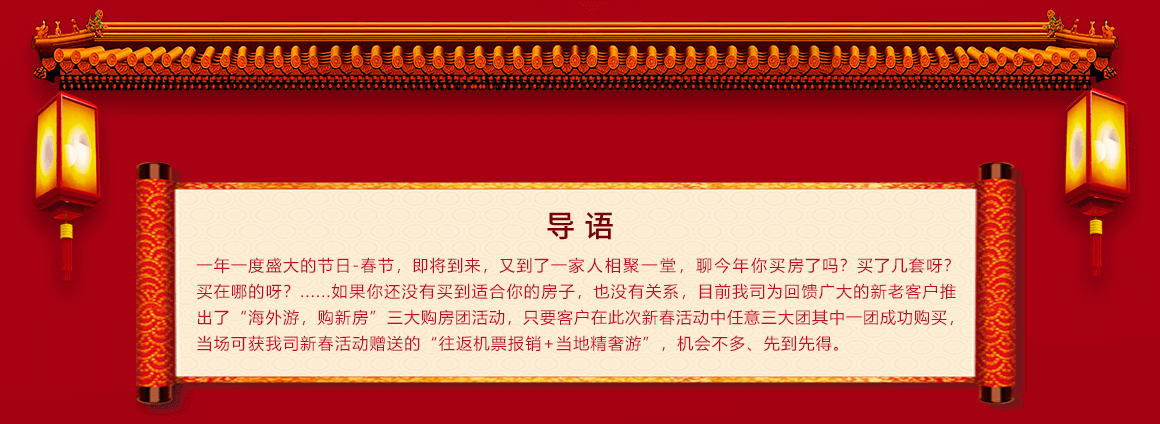 导语
一年一度盛大的节日-春节，即将到来，又到了一家人相聚一堂，聊今年你买房了吗？买了几套呀？
买在哪的呀？……如果你还没有买到适合你的房子，也没有关系，目前我司为回馈广大的新老客户推
出了“海外游，购新房”三大购房团活动，只要客户在此次新春活动中任意三大团其中一团成功购买，
当场可获我司新春活动赠送的“往返机票报销+当地精奢游”，机会不多、先到先得。